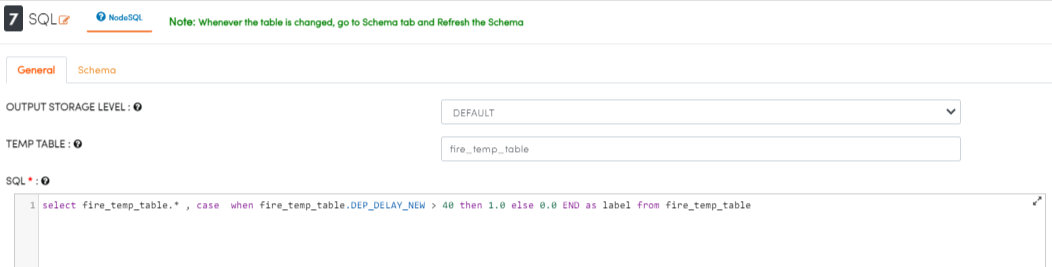 7 SQL NodeSQL Note: Whenever the table is changed, go to Schema tab and Refresh the Schema
General Schema
OUTPUT STORAGE LEVEL : DEFAULT
TEMP TABLE : fire_temp_table
SQL * :
1 select fire_temp_table.* , case  when fire_temp_table.DEP_DELAY_NEW > 40 then 1.0 else 0.0 END as label from fire_temp_table